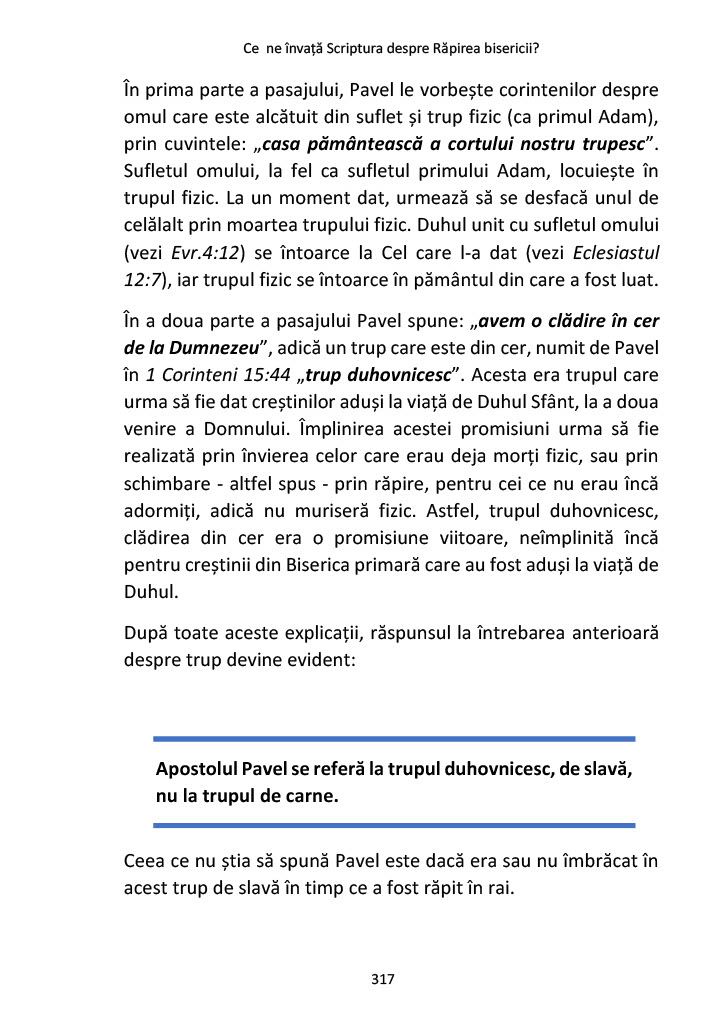 Ce  ne învață Scriptura despre Răpirea bisericii?
În prima parte a pasajului, Pavel le vorbește corintenilor despre
omul care este alcătuit din suflet și trup fizic (ca primul Adam),
prin cuvintele: „casa pământească a cortului nostru trupesc”.
Sufletul omului, la fel ca sufletul primului Adam, locuiește în
trupul fizic. La un moment dat, urmează să se desfacă unul de
celălalt prin moartea trupului fizic. Duhul unit cu sufletul omului
(vezi Evr.4:12) se întoarce la Cel care l-a dat (vezi Eclesiastul
12:7), iar trupul fizic se întoarce în pământul din care a fost luat.
În a doua parte a pasajului Pavel spune: „avem o clădire în cer
de la Dumnezeu”, adică un trup care este din cer, numit de Pavel
în 1 Corinteni 15:44 „trup duhovnicesc”. Acesta era trupul care
urma să fie dat creștinilor aduși la viață de Duhul Sfânt, la a doua
venire a Domnului. Împlinirea acestei promisiuni urma să fie
realizată prin învierea celor care erau deja morți fizic, sau prin
schimbare - altfel spus - prin răpire, pentru cei ce nu erau încă
adormiți, adică nu muriseră fizic. Astfel, trupul duhovnicesc,
clădirea din cer era o promisiune viitoare, neîmplinită încă
pentru creștinii din Biserica primară care au fost aduși la viață de
Duhul.
După toate aceste explicații, răspunsul la întrebarea anterioară
despre trup devine evident:
Apostolul Pavel se referă la trupul duhovnicesc, de slavă,
nu la trupul de carne.
Ceea ce nu știa să spună Pavel este dacă era sau nu îmbrăcat în
acest trup de slavă în timp ce a fost răpit în rai.
317